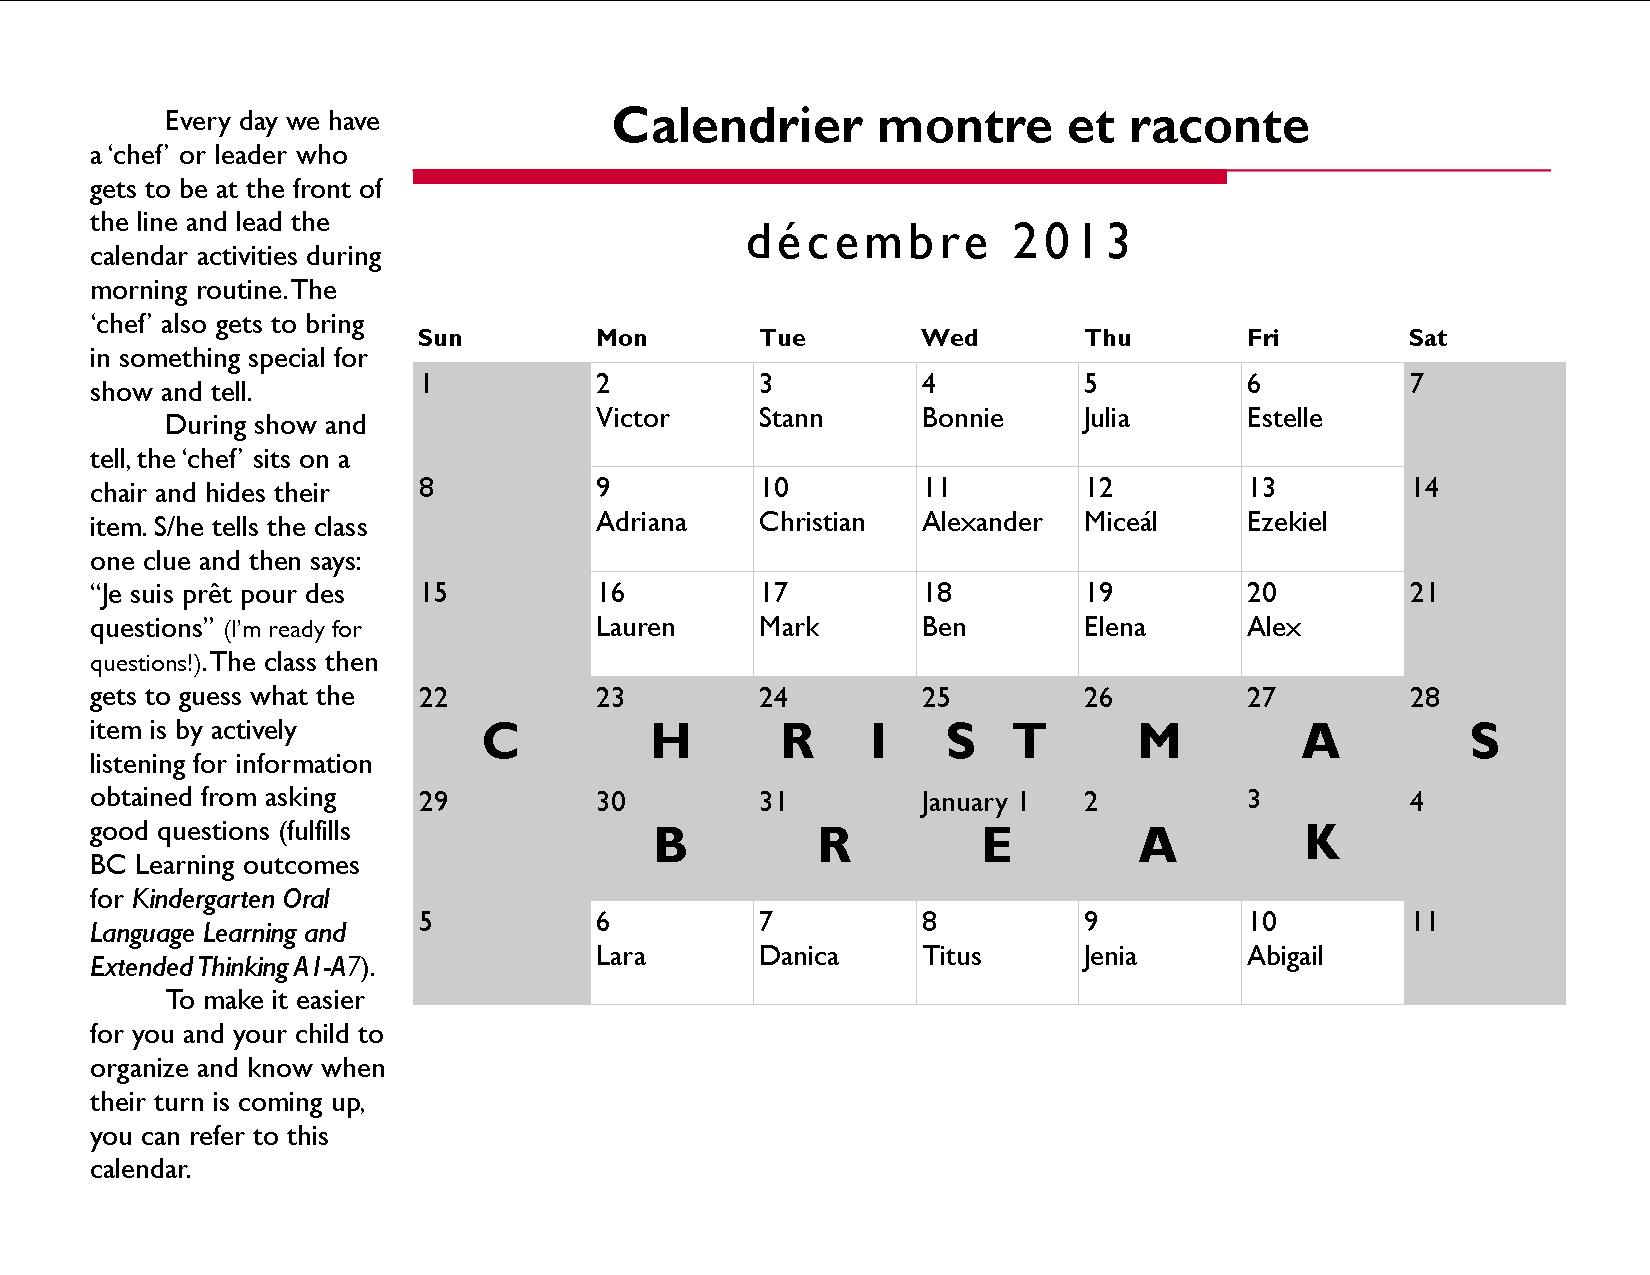 Every day we have
a ‘chef’ or leader who
gets to be at the front of
the line and lead the
calendar activities during
morning routine. The
‘chef’ also gets to bring
in something special for
show and tell.
During show and
tell, the ‘chef’ sits on a
chair and hides their
item. S/he tells the class
one clue and then says:
“Je suis prêt pour des
questions” (I’m ready for
questions!). The class then
gets to guess what the
item is by actively
listening for information
obtained from asking
good questions (fulfills
BC Learning outcomes
for Kindergarten Oral
Language Learning and
Extended Thinking A1-A7).
To make it easier
for you and your child to
organize and know when
their turn is coming up,
you can refer to this
calendar.
Calendrier montre et raconte
décembre 2013
Sun Mon Tue Wed Thu Fri Sat
1 2 3 4 5 6 7
Victor Stann Bonnie Julia Estelle
8 9 10 11 12 13 14
Adriana Christian Alexander Miceál Ezekiel
15 16 17 18 19 20 21
Lauren Mark Ben Elena Alex
22 23 24 25 26 27 28
C H R I S T M A S
29 30 31 January 1 2 3 4
B R E A K
5 6 7 8 9 10 11
Lara Danica Titus Jenia Abigail